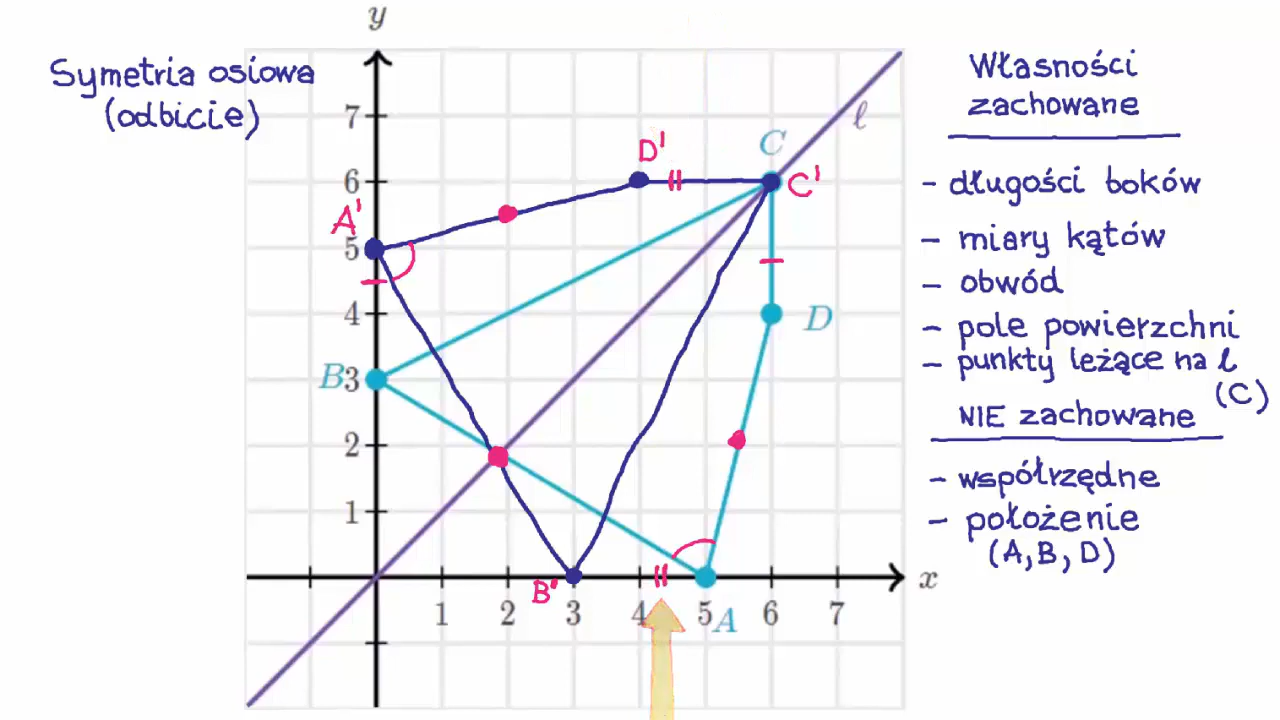 Symetria osiowa
(odbicie)
y
7
6
5
4
3
2
1
1 2 3 4 5 6 7
x
ℓ
A'
D'
C
C'
B
D
B'
A
Własności
zachowane
- długości boków
- miary kątów
- obwód
- pole powierzchni
- punkty leżące na l
(C)
NIE zachowane
- współrzędne
- położenie
(A, B, D)